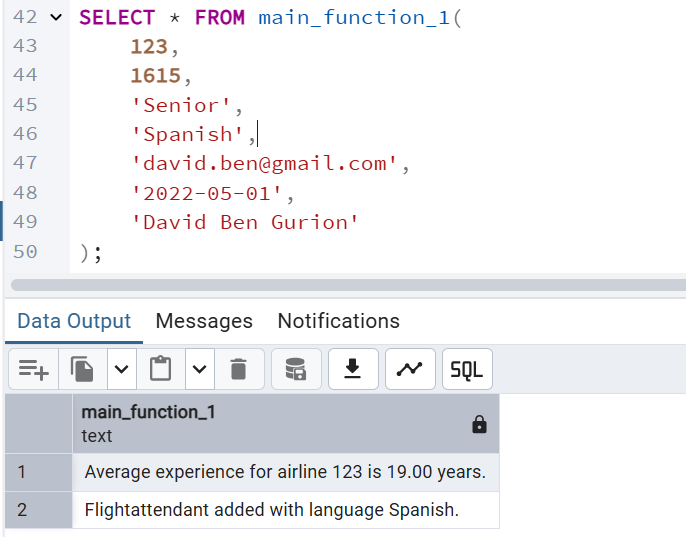 42 SELECT * FROM main_function_1(
43 123,
44 1615,
45 'Senior',
46 'Spanish',
47 'david.ben@gmail.com',
48 '2022-05-01',
49 'David Ben Gurion'
50 );
Data Output Messages Notifications
SQL
main_function_1
text
1 Average experience for airline 123 is 19.00 years.
2 Flightattendant added with language Spanish.